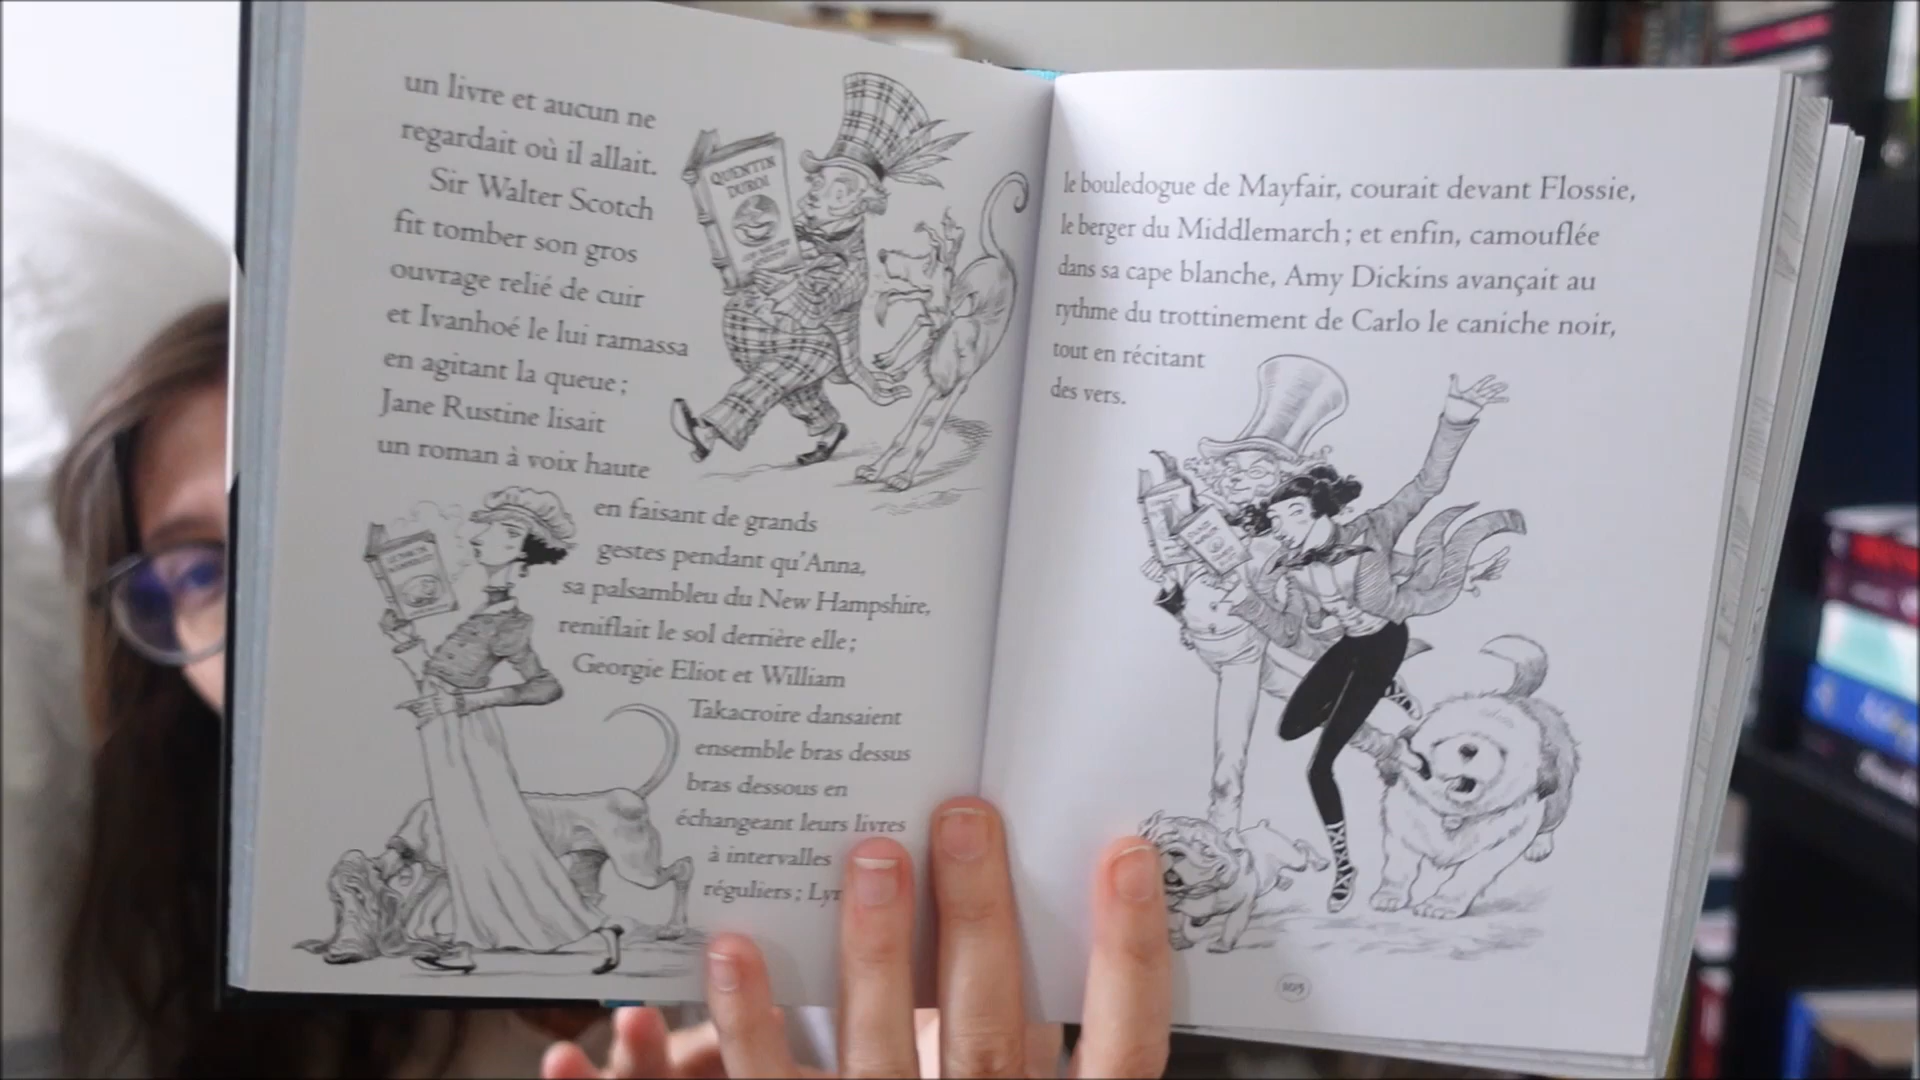 un livre et aucun ne
regardait où il allait.
Sir Walter Scotch
fit tomber son gros
ouvrage relié de cuir
et Ivanhoé le lui ramassa
en agitant la queue ;
Jane Rustine lisait
un roman à voix haute
en faisant de grands
gestes pendant qu'Anna,
sa palsambleu du New Hampshire,
reniflait le sol derrière elle ;
Georgie Eliot et William
Takacroire dansaient
ensemble bras dessus
bras dessous en
échangeant leurs livres
à intervalles
réguliers ; Lyr
QUENTIN
DUROI
le bouledogue de Mayfair, courait devant Flossie,
le berger du Middlemarch ; et enfin, camouflée
dans sa cape blanche, Amy Dickins avançait au
rythme du trottinement de Carlo le caniche noir,
tout en récitant
des vers.
105